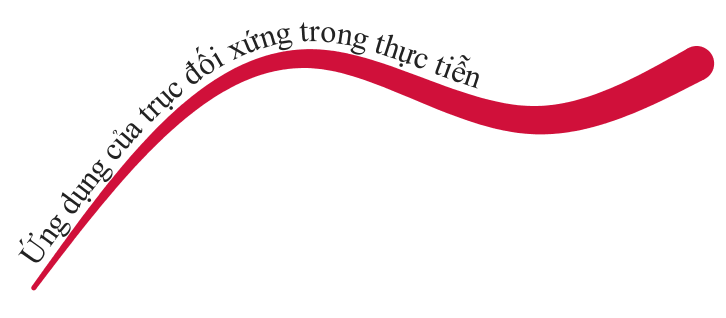 Ứng dụng của trục đối xứng trong thực tiễn